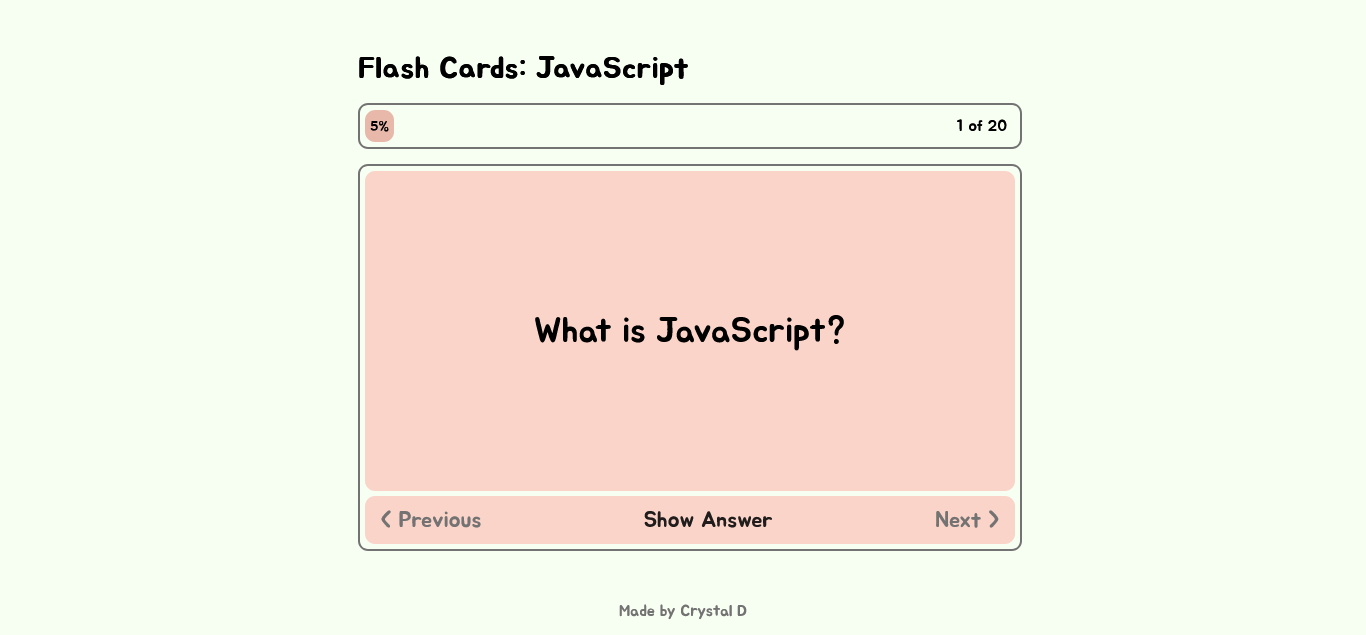 Flash Cards: JavaScript
5%
1 of 20
What is JavaScript?
Previous
Show Answer
Next
Made by Crystal D